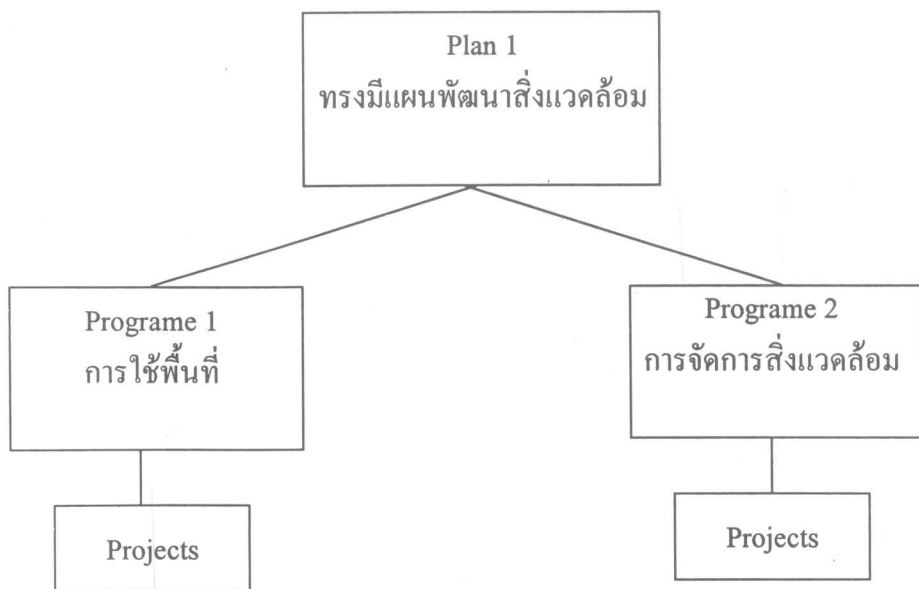 Plan 1
ทรงมีแผนพัฒนาสิ่งแวดล้อม
Programe 1
การใช้พื้นที่
Programe 2
การจัดการสิ่งแวดล้อม
Projects
Projects